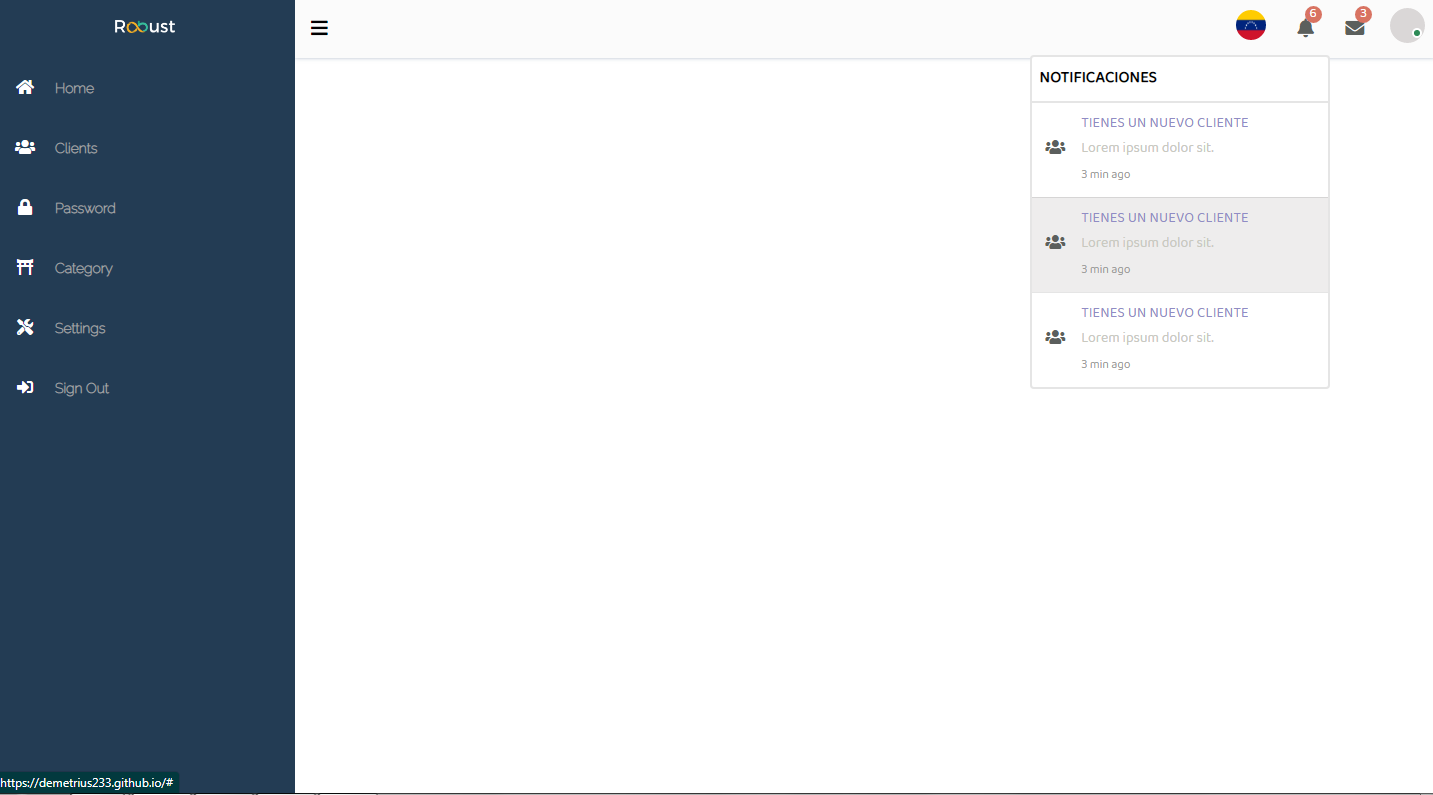 Robust
6
3
Home
Clients
Password
Category
Settings
Sign Out
NOTIFICACIONES
TIENES UN NUEVO CLIENTE
Lorem ipsum dolor sit.
3 min ago
TIENES UN NUEVO CLIENTE
Lorem ipsum dolor sit.
3 min ago
TIENES UN NUEVO CLIENTE
Lorem ipsum dolor sit.
3 min ago
https://demetrius233.github.io/#